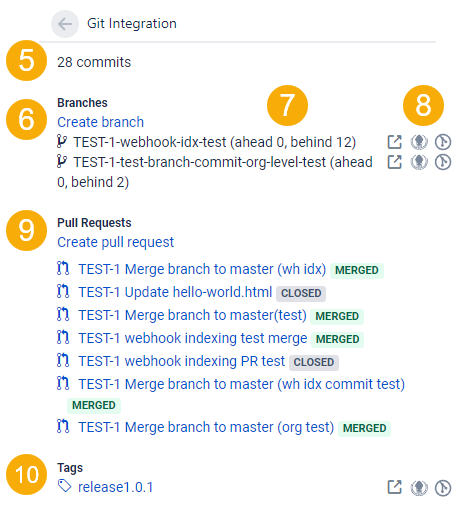 Git Integration
5
28 commits
Branches
6
7
8
Create branch
TEST-1-webhook-idx-test (ahead 0, behind 12)
TEST-1-test-branch-commit-org-level-test (ahead
0, behind 2)
9
Pull Requests
Create pull request
TEST-1 Merge branch to master (wh idx) MERGED
TEST-1 Update hello-world.html CLOSED
TEST-1 Merge branch to master(test) MERGED
TEST-1 webhook indexing test merge MERGED
TEST-1 webhook indexing PR test CLOSED
TEST-1 Merge branch to master (wh idx commit test)
MERGED
TEST-1 Merge branch to master (org test) MERGED
10
Tags
release1.0.1